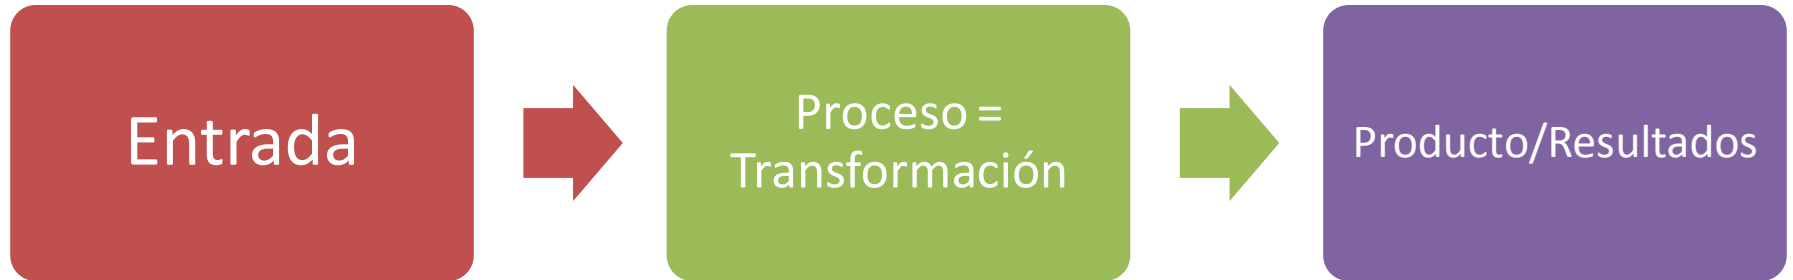 Entrada
Proceso =
Transformación
Producto/Resultados